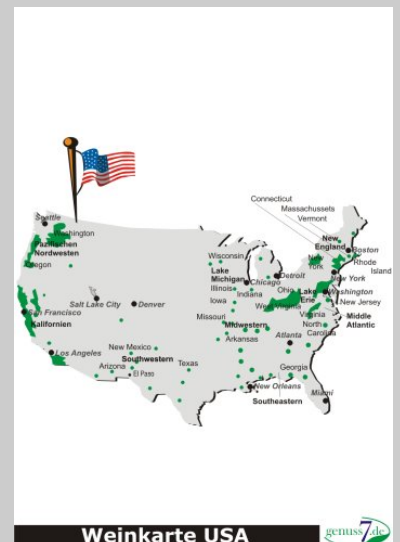 Connecticut
Massachussets
Vermont
Seattle
Washington
Pazifischen
Nordwesten
Oregon
New
England
Boston
Rhode
Island
New
York
New York
Wisconsin
Lake
Michigan
Chicago
Detroit
Illinois
Indiana
Ohio
Lake
Erie
Washington
New Jersey
Iowa
West Virginia
Virginia
Middle
Atlantic
Salt Lake City
Denver
San Francisco
Kalifornien
Missouri
Midwestern
North
Carolina
Arkansas
Atlanta
Los Angeles
New Mexico
Southwestern
Arizona
El Paso
Texas
Georgia
New Orleans
Miami
Southeastern
Weinkarte USA
genuss7.de